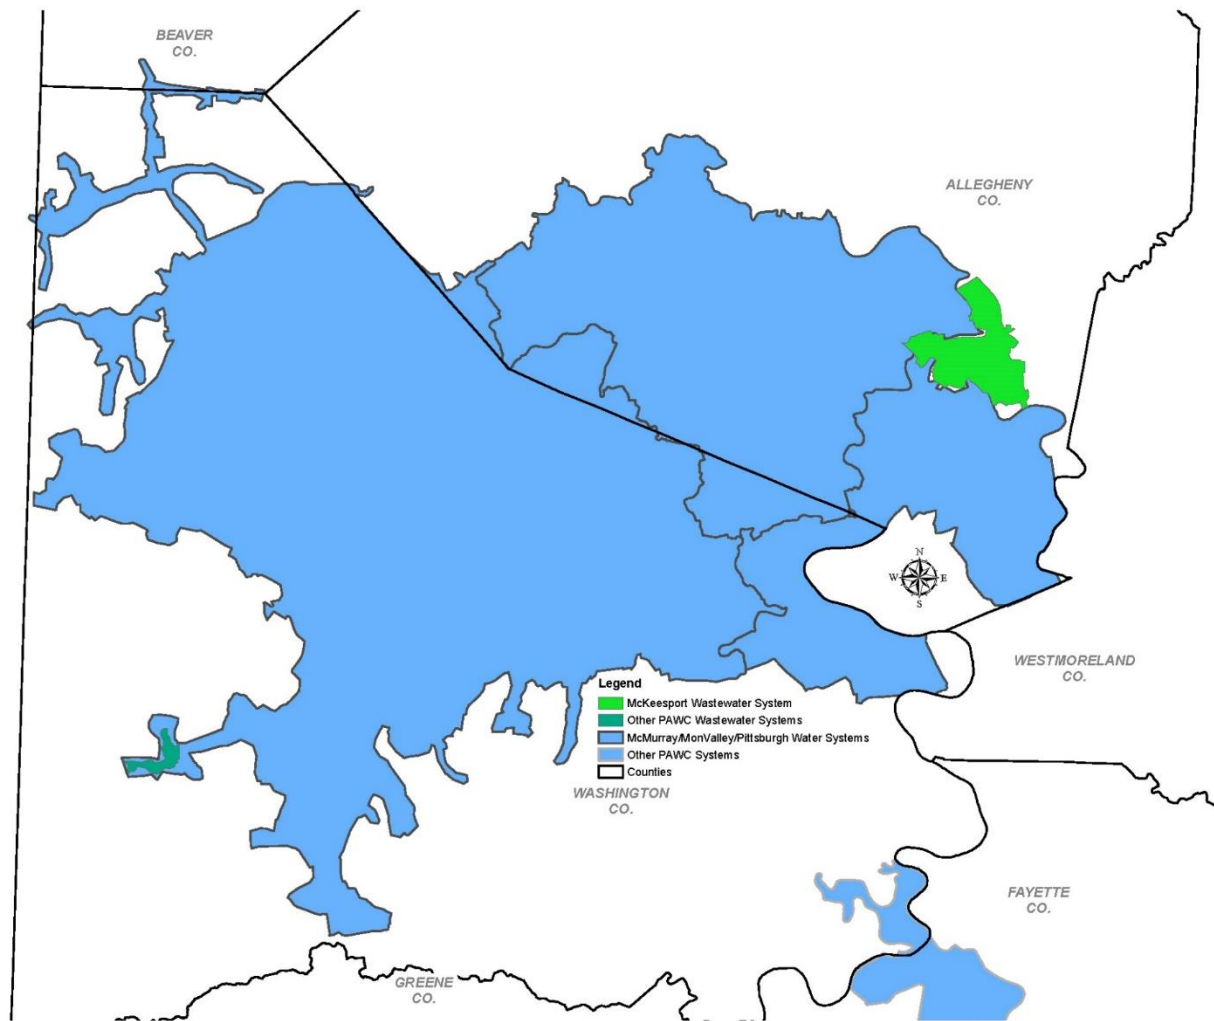 BEAVER
CO.
ALLEGHENY
CO.
N
W E
S
WESTMORELAND
CO.
Legend
McKeesport Wastewater System
Other PAWC Wastewater Systems
McMurray/MonValley/Pittsburgh Water Systems
Other PAWC Systems
Counties
WASHINGTON
CO.
FAYETTE
CO.
GREENE
CO.